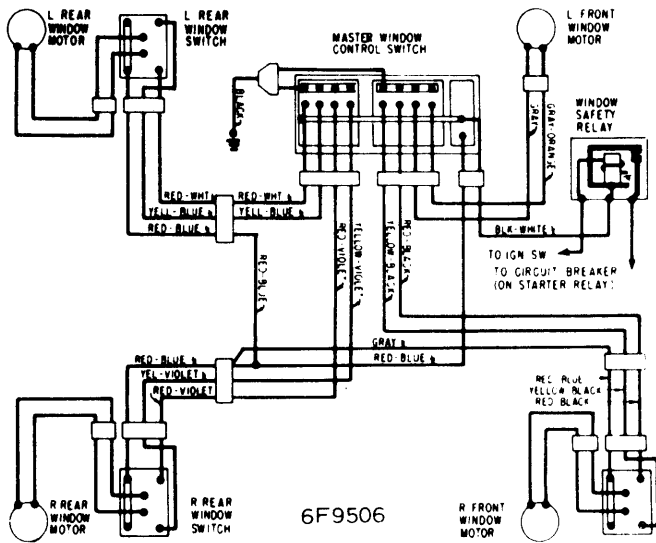 L REAR
WINDOW
MOTOR
L REAR
WINDOW
SWITCH
MASTER WINDOW
CONTROL SWITCH
L FRONT
WINDOW
MOTOR
WINDOW
SAFETY
RELAY
BLACK
GRAY
GRAY-ORANGE
RED-WHT
RED-WHT
YELL-BLUE
YELL-BLUE
RED-BLUE
RED-BLUE
RED-VIOLET
YELLOW-VIOLET
YELLOW-BLACK
RED-BLACK
BLK-WHITE
TO IGN SW
TO CIRCUIT BREAKER
(ON STARTER RELAY)
GRAY
RED-BLUE
RED-BLUE
YEL-VIOLET
RED-VIOLET
RED BLUE
YELLOW BLACK
RED BLACK
R REAR
WINDOW
MOTOR
R REAR
WINDOW
SWITCH
6F9506
R FRONT
WINDOW
MOTOR